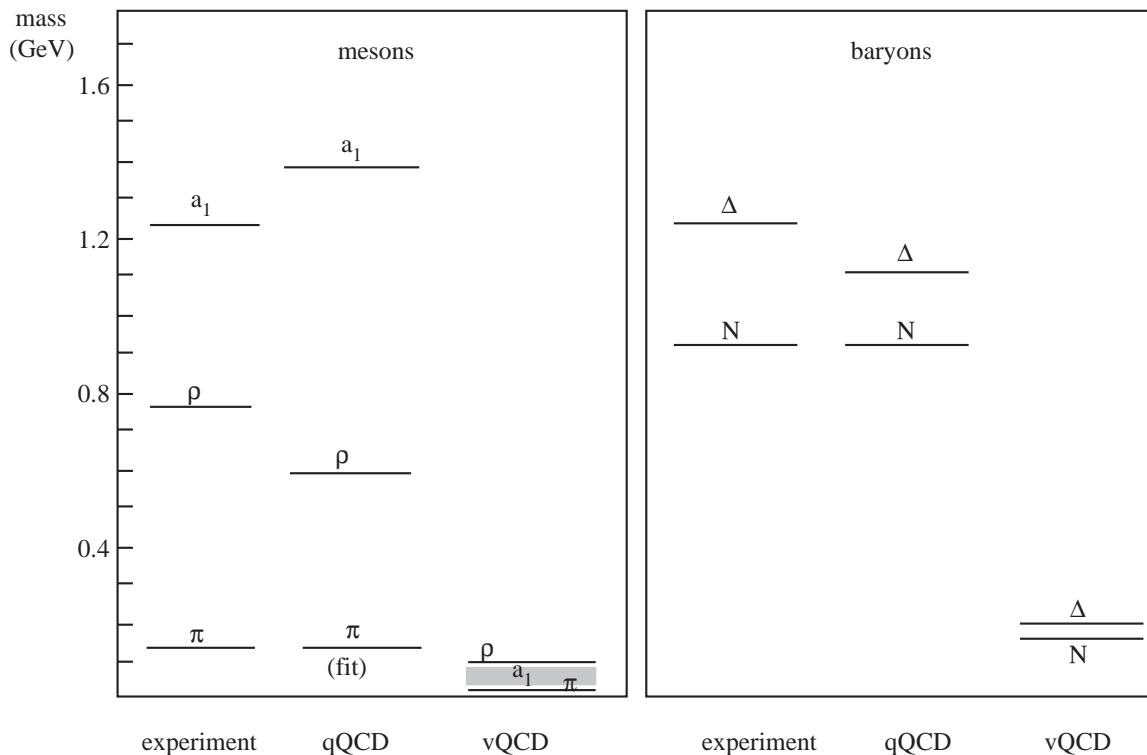 mass
(GeV)
mesons
baryons
1.6
1.2
0.8
0.4
a1
a1
ρ
ρ
π
π
(fit)
ρ
a1
π
Δ
Δ
N
N
Δ
N
experiment
qQCD
vQCD
experiment
qQCD
vQCD